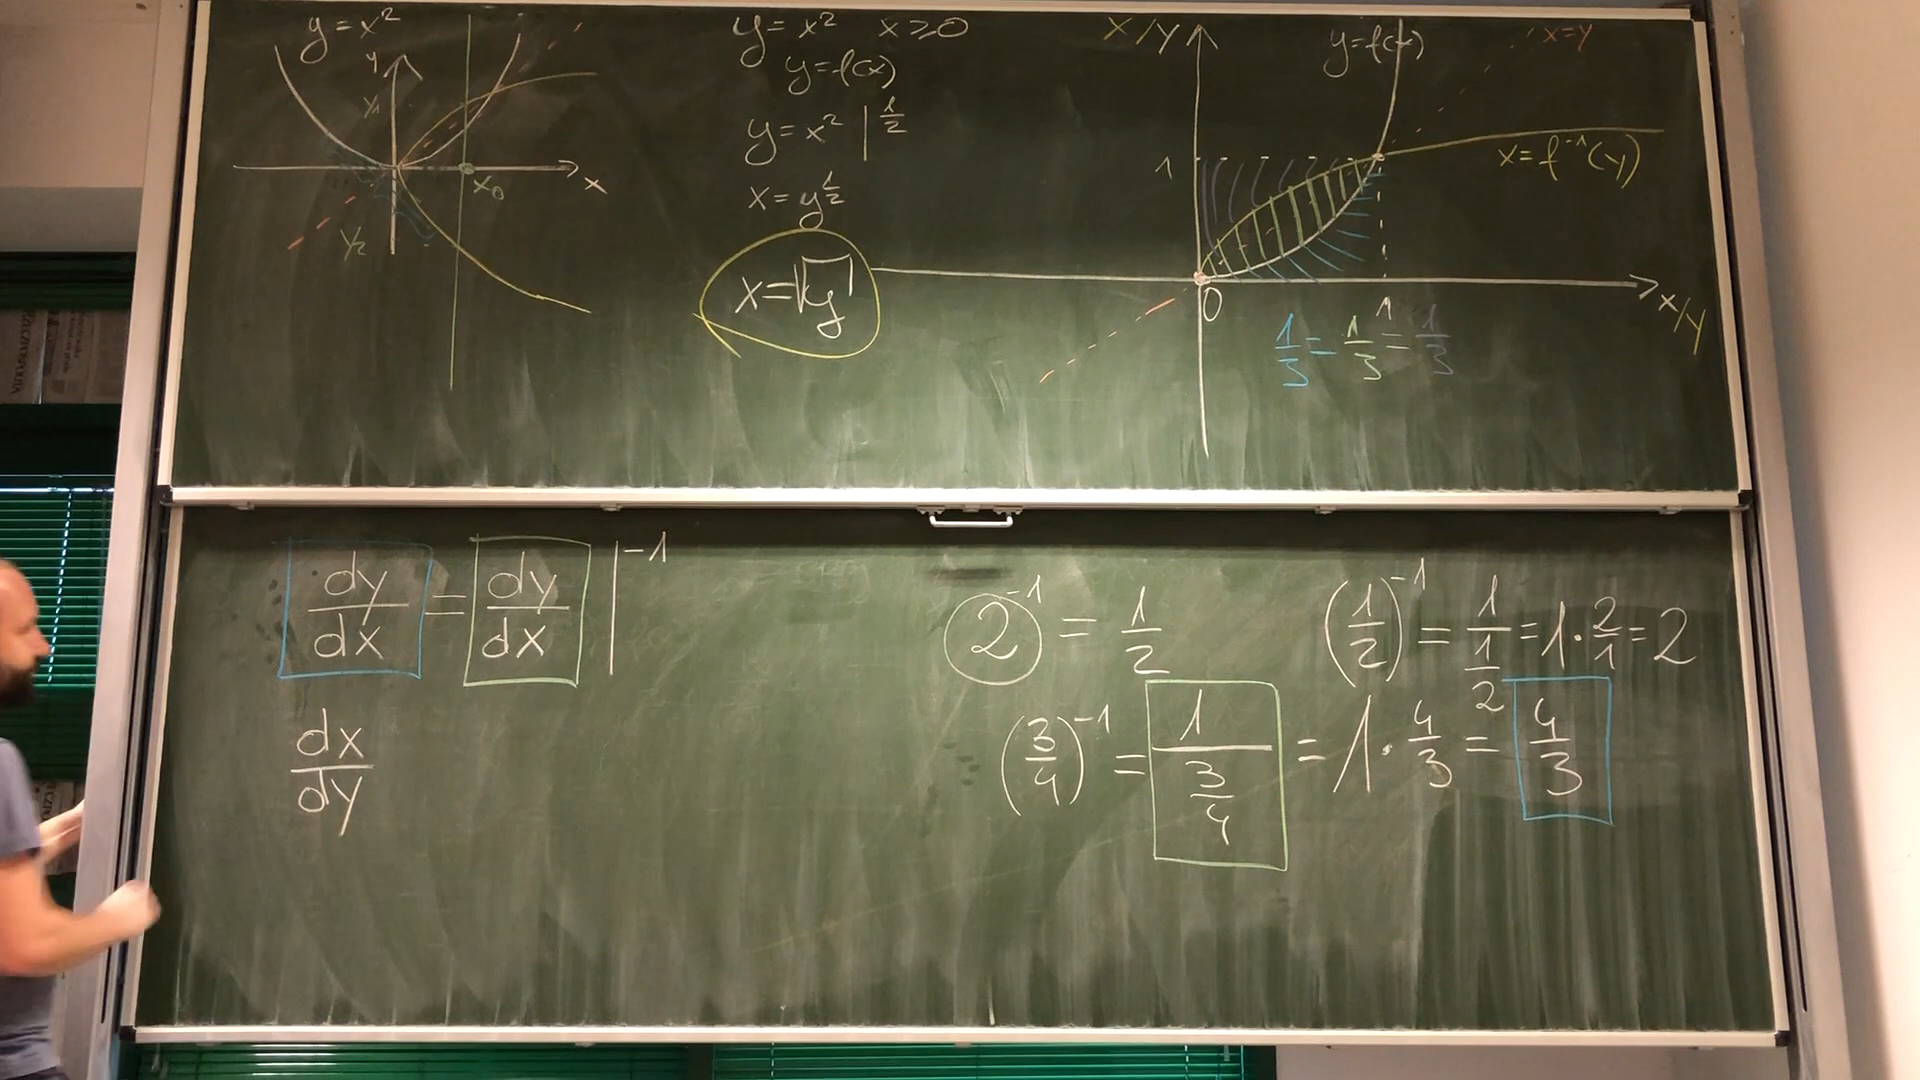 y = x²
y
y₁
x₀
x
y₂
y = x² x ≥ 0
y = f(x)
y = x² | ½
x = y^½
x = √y
x/y
y = f(x)
x = y
1
x = f⁻¹(y)
0
1
x/y
1/3 = 1/3 = 1/3
dy/dx = dy/dx |⁻¹
dx/dy
2⁻¹ = 1/2
(1/2)⁻¹ = 1/(1/2) = 1 · 2/1 = 2
(3/4)⁻¹ = 1/(3/4) = 1 · 4/3 = 4/3
RZECZPOSPOLITA